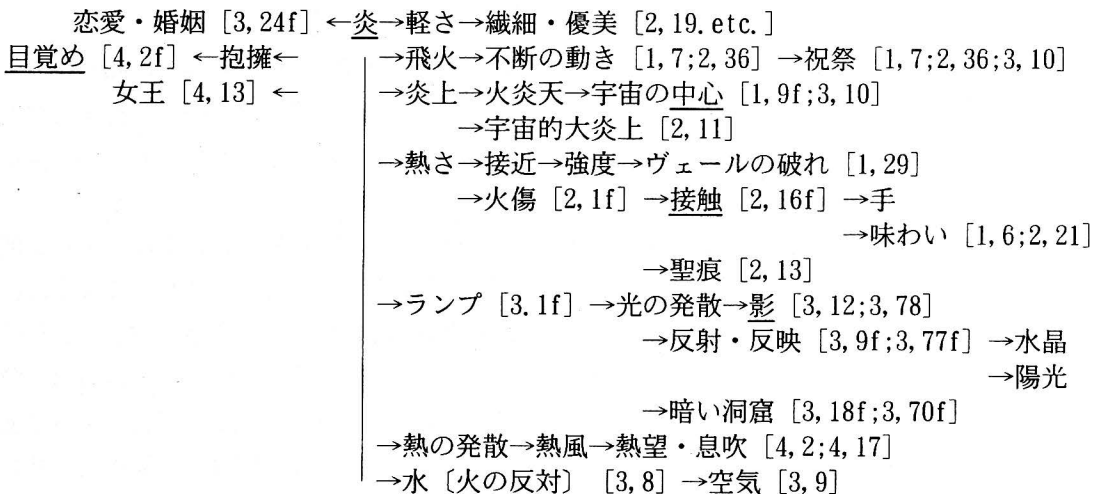 恋愛・婚姻 [3, 24f] ←炎→軽さ→繊細・優美 [2, 19. etc.]
目覚め [4, 2f] ←抱擁← →飛火→不断の動き [1, 7;2, 36] →祝祭 [1, 7;2, 36;3, 10]
女王 [4, 13] ← →炎上→火炎天→宇宙の中心 [1, 9f;3, 10]
→宇宙的大炎上 [2, 11]
→熱さ→接近→強度→ヴェールの破れ [1, 29]
→火傷 [2, 1f] →接触 [2, 16f] →手
→味わい [1, 6;2, 21]
→聖痕 [2, 13]
→ランプ [3. 1f] →光の発散→影 [3, 12;3, 78]
→反射・反映 [3, 9f;3, 77f] →水晶
→陽光
→暗い洞窟 [3, 18f;3, 70f]
→熱の発散→熱風→熱望・息吹 [4, 2;4, 17]
→水〔火の反対〕 [3, 8] →空気 [3, 9]